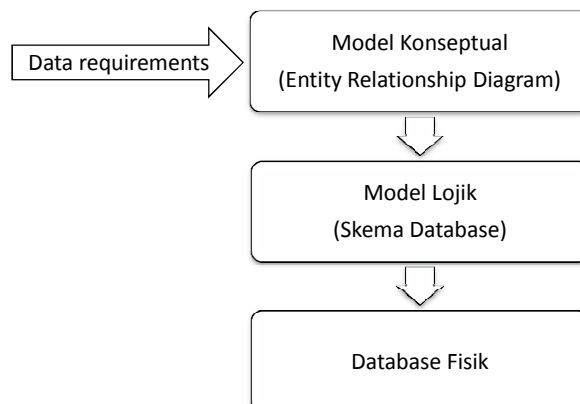 Data requirements
Model Konseptual
(Entity Relationship Diagram)
Model Lojik
(Skema Database)
Database Fisik